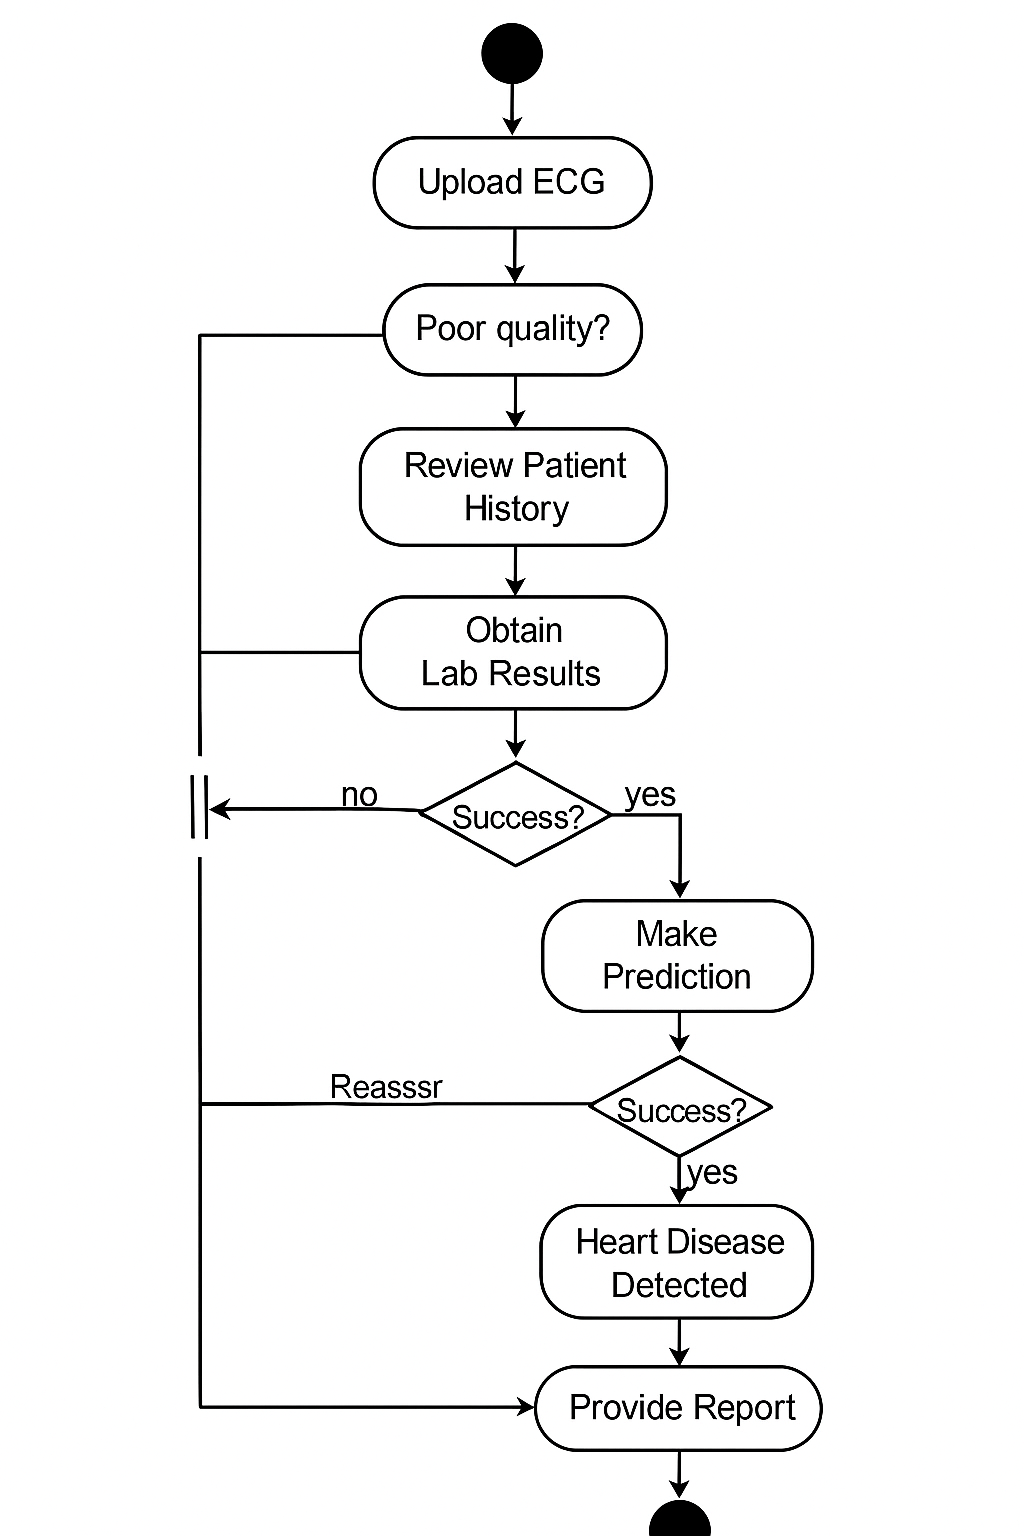 Upload ECG
Poor quality?
Review Patient
History
Obtain
Lab Results
no
yes
Success?
Make
Prediction
Reasssr
Success?
yes
Heart Disease
Detected
Provide Report